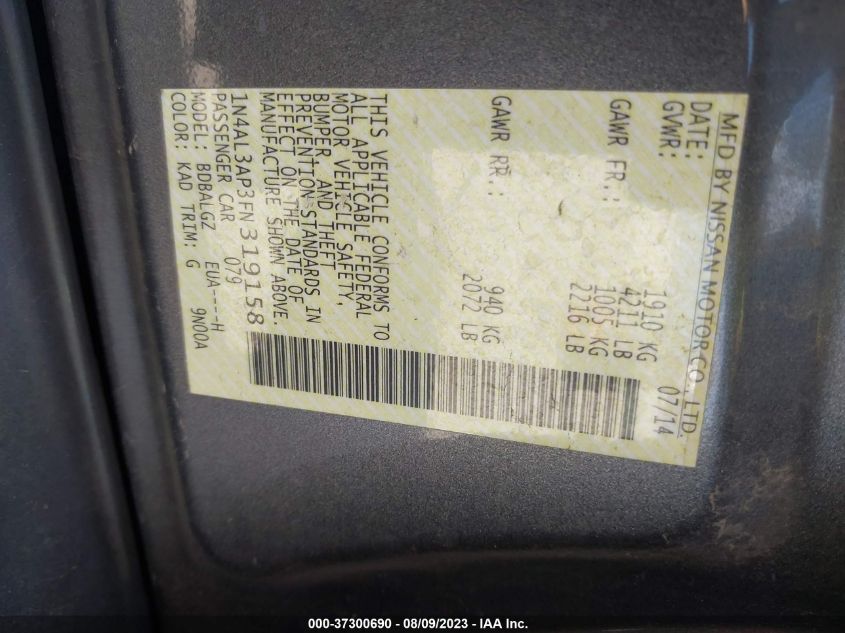 MFD BY NISSAN MOTOR CO., LTD.
DATE: 07/14
GVWR: 1910 KG
4211 LB
GAWR FR.: 1005 KG
2216 LB
GAWR RR.: 940 KG
2072 LB
THIS VEHICLE CONFORMS TO
ALL APPLICABLE FEDERAL
MOTOR VEHICLE SAFETY,
BUMPER AND THEFT
PREVENTION STANDARDS IN
EFFECT ON THE DATE OF
MANUFACTURE SHOWN ABOVE.
1N4AL3AP3FN319158
PASSENGER CAR 079
MODEL: BDBALGZ EUA----H
COLOR: KAD TRIM: G 9N00A
000-37300690 - 08/09/2023 - IAA Inc.